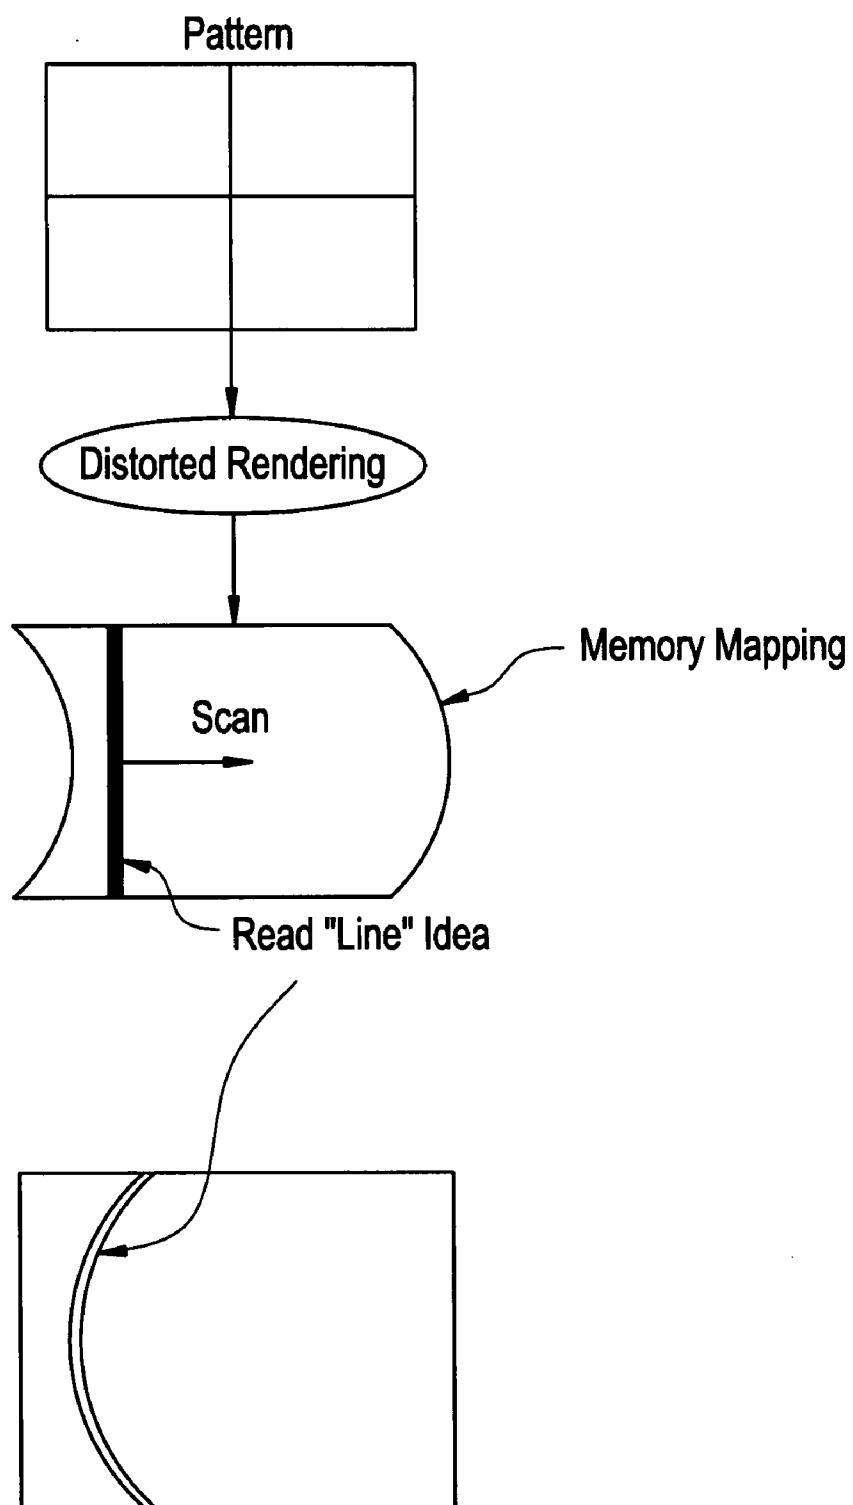 Pattern
Distorted Rendering
Memory Mapping
Scan
Read "Line" Idea